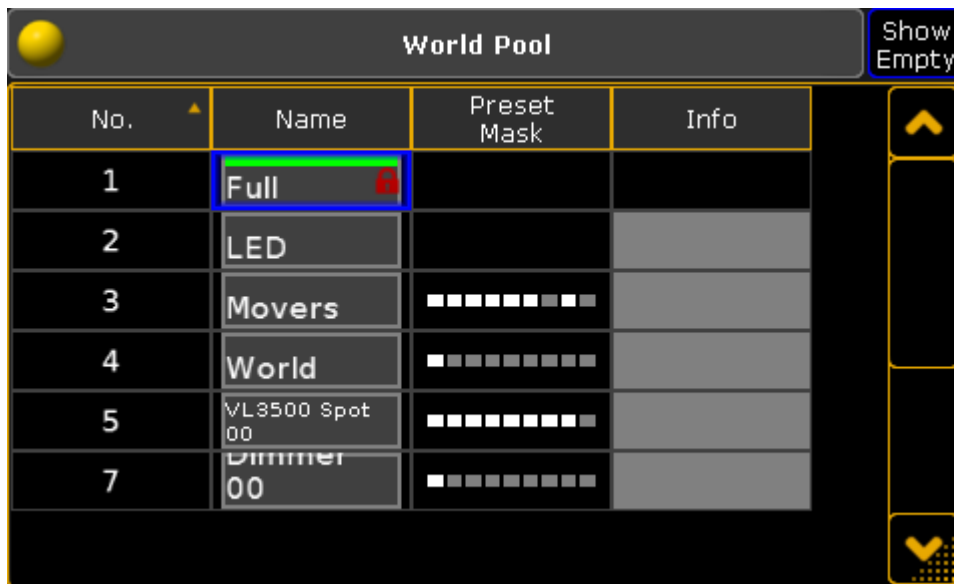 World Pool
Show
Empty
No.
Name
Preset
Mask
Info
1
Full
2
LED
3
Movers
4
World
5
VL3500 Spot
00
7
Dimmer
00